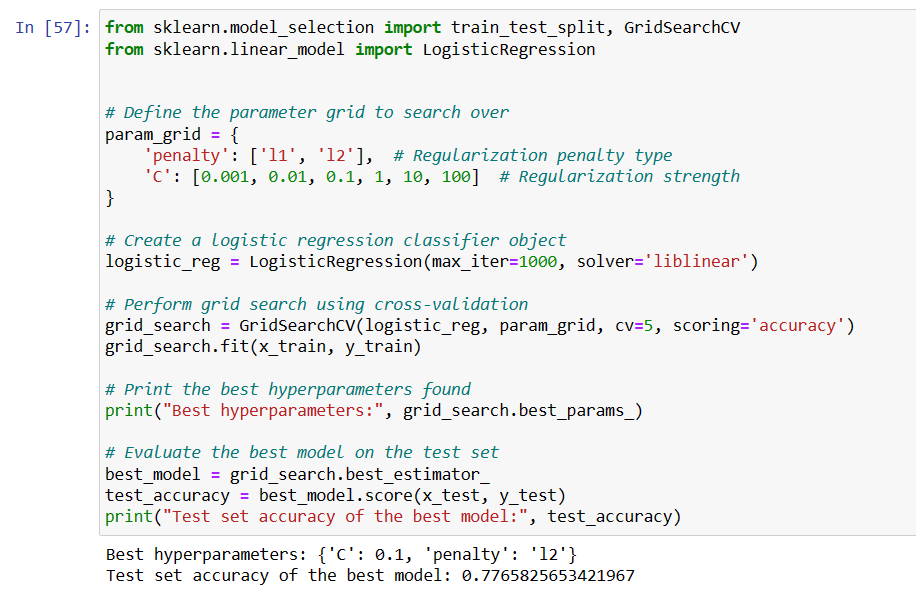 In [57]: from sklearn.model_selection import train_test_split, GridSearchCV
from sklearn.linear_model import LogisticRegression
# Define the parameter grid to search over
param_grid = {
    'penalty': ['l1', 'l2'],  # Regularization penalty type
    'C': [0.001, 0.01, 0.1, 1, 10, 100]  # Regularization strength
}
# Create a logistic regression classifier object
logistic_reg = LogisticRegression(max_iter=1000, solver='liblinear')
# Perform grid search using cross-validation
grid_search = GridSearchCV(logistic_reg, param_grid, cv=5, scoring='accuracy')
grid_search.fit(x_train, y_train)
# Print the best hyperparameters found
print("Best hyperparameters:", grid_search.best_params_)
# Evaluate the best model on the test set
best_model = grid_search.best_estimator_
test_accuracy = best_model.score(x_test, y_test)
print("Test set accuracy of the best model:", test_accuracy)
Best hyperparameters: {'C': 0.1, 'penalty': 'l2'}
Test set accuracy of the best model: 0.7765825653421967